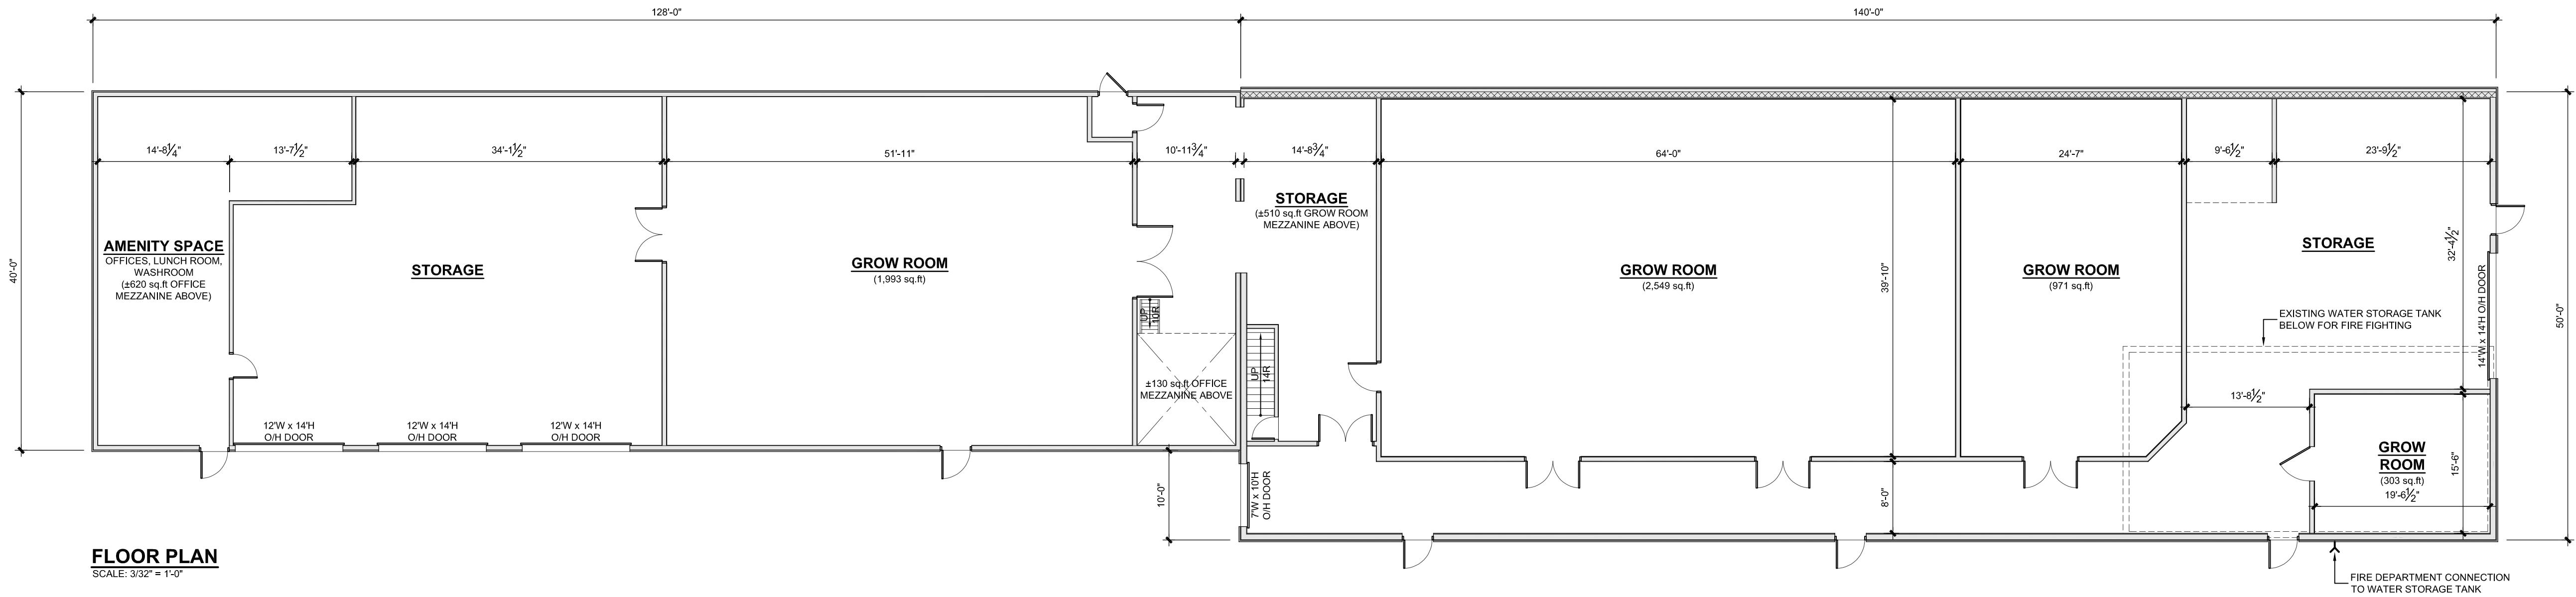 128'-0"
140'-0"
14'-8¼"
13'-7½"
34'-1½"
51'-11"
10'-11¾"
14'-8¾"
64'-0"
24'-7"
9'-6½"
23'-9½"
40'-0"
AMENITY SPACE
OFFICES, LUNCH ROOM,
WASHROOM
(±620 sq.ft OFFICE
MEZZANINE ABOVE)
STORAGE
GROW ROOM
(1,993 sq.ft)
STORAGE
(±510 sq.ft GROW ROOM
MEZZANINE ABOVE)
GROW ROOM
(2,549 sq.ft)
39'-10"
GROW ROOM
(971 sq.ft)
STORAGE
32'-4½"
14'W x 14'H O/H DOOR
50'-0"
EXISTING WATER STORAGE TANK
BELOW FOR FIRE FIGHTING
UP
10R
±130 sq.ft OFFICE
MEZZANINE ABOVE
UP
14R
13'-8½"
12'W x 14'H
O/H DOOR
12'W x 14'H
O/H DOOR
12'W x 14'H
O/H DOOR
10'-0"
7'W x 10'H
O/H DOOR
8'-0"
GROW
ROOM
(303 sq.ft)
19'-6½"
15'-6"
FLOOR PLAN
SCALE: 3/32" = 1'-0"
FIRE DEPARTMENT CONNECTION
TO WATER STORAGE TANK